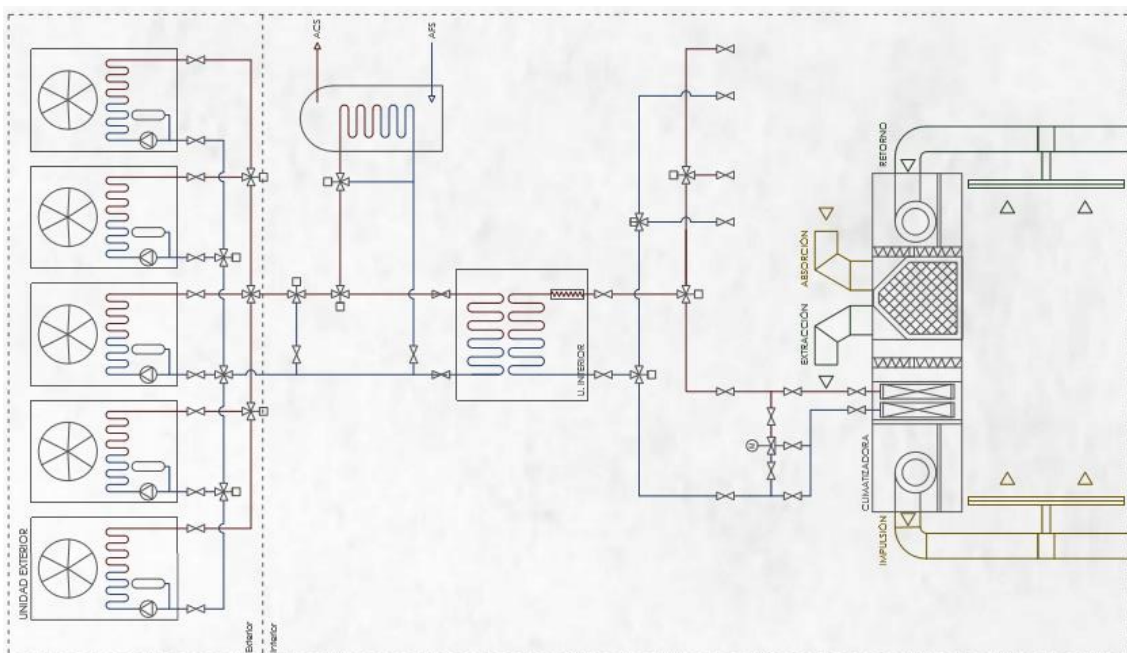 UNIDAD EXTERIOR
Exterior
Interior
ACS
AFS
U. INTERIOR
ABSORCIÓN
EXTRACCIÓN
RETORNO
CLIMATIZADORA
IMPULSIÓN
M